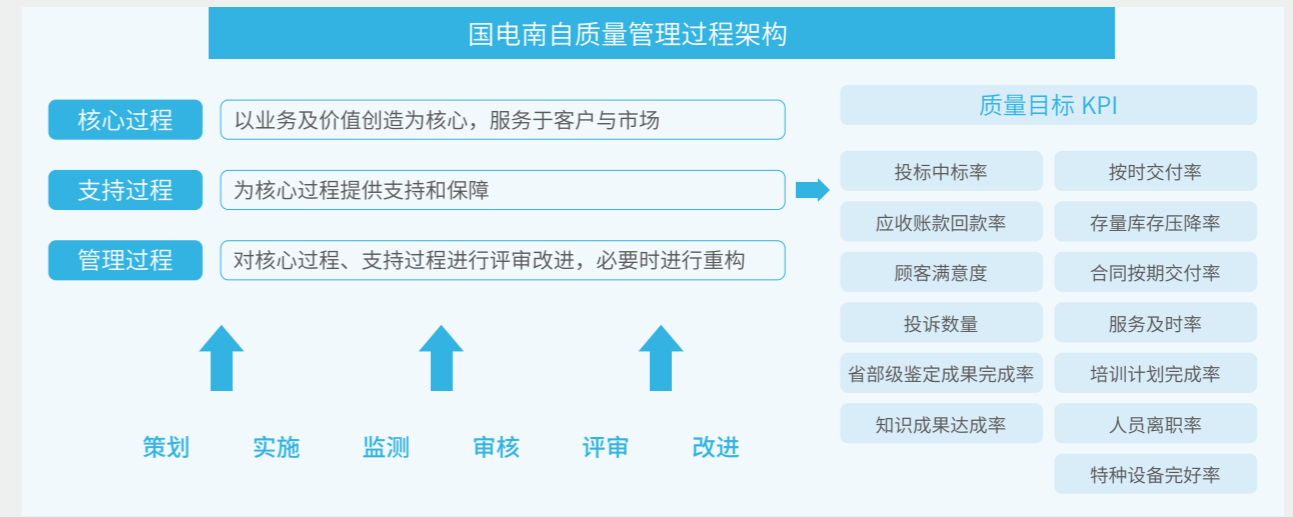 国电南自质量管理过程架构
核心过程
以业务及价值创造为核心，服务于客户与市场
支持过程
为核心过程提供支持和保障
管理过程
对核心过程、支持过程进行评审改进，必要时进行重构
策划 实施 监测 审核 评审 改进
质量目标 KPI
投标中标率 按时交付率
应收账款回款率 存量库存压降率
顾客满意度 合同按期交付率
投诉数量 服务及时率
省部级鉴定成果完成率 培训计划完成率
知识成果达成率 人员离职率
特种设备完好率